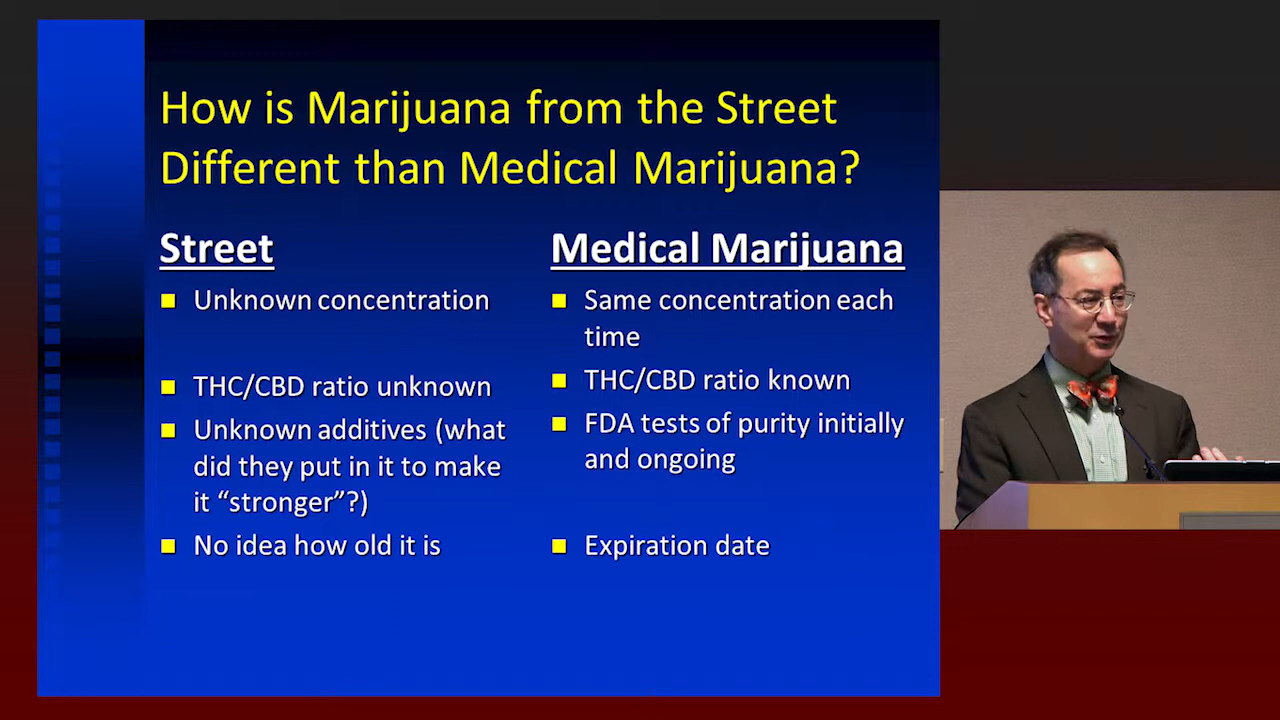 How is Marijuana from the Street
Different than Medical Marijuana?
Street
Unknown concentration
THC/CBD ratio unknown
Unknown additives (what
did they put in it to make
it “stronger”?)
No idea how old it is
Medical Marijuana
Same concentration each
time
THC/CBD ratio known
FDA tests of purity initially
and ongoing
Expiration date